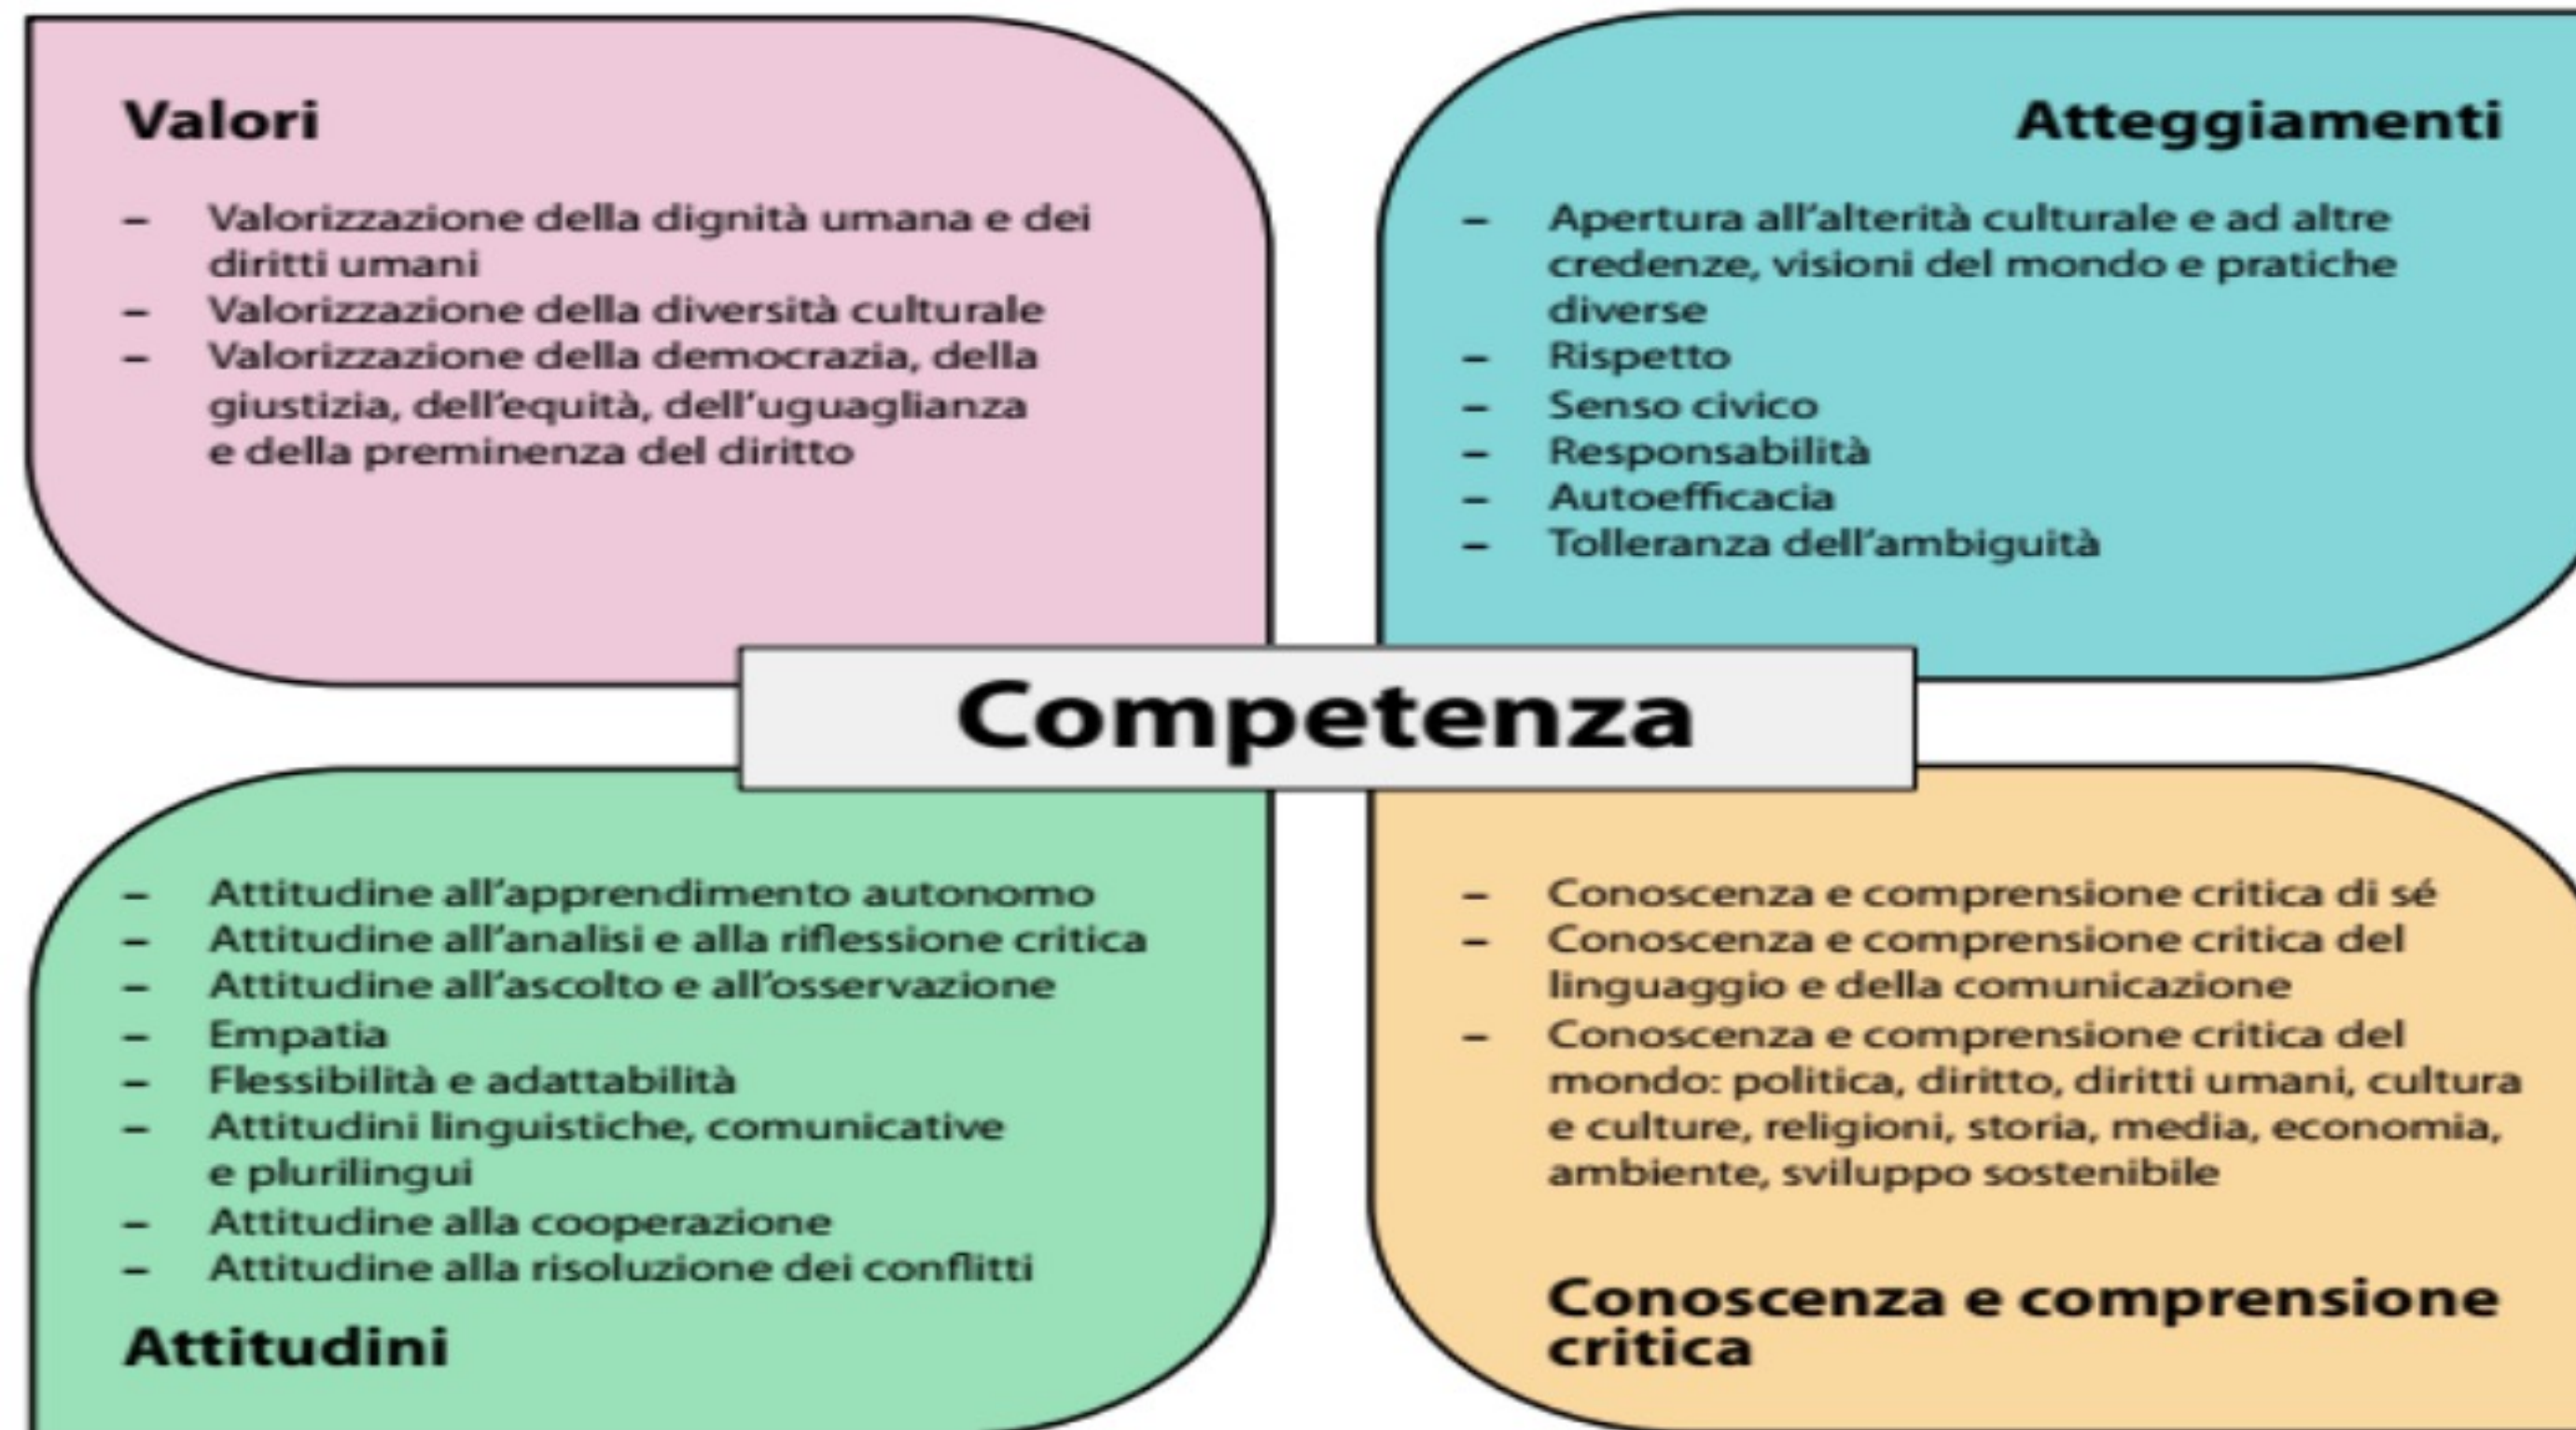 Valori
– Valorizzazione della dignità umana e dei
diritti umani
– Valorizzazione della diversità culturale
– Valorizzazione della democrazia, della
giustizia, dell'equità, dell'uguaglianza
e della preminenza del diritto
Atteggiamenti
– Apertura all'alterità culturale e ad altre
credenze, visioni del mondo e pratiche
diverse
– Rispetto
– Senso civico
– Responsabilità
– Autoefficacia
– Tolleranza dell'ambiguità
Competenza
– Attitudine all'apprendimento autonomo
– Attitudine all'analisi e alla riflessione critica
– Attitudine all'ascolto e all'osservazione
– Empatia
– Flessibilità e adattabilità
– Attitudini linguistiche, comunicative
e plurilingui
– Attitudine alla cooperazione
– Attitudine alla risoluzione dei conflitti
Attitudini
– Conoscenza e comprensione critica di sé
– Conoscenza e comprensione critica del
linguaggio e della comunicazione
– Conoscenza e comprensione critica del
mondo: politica, diritto, diritti umani, cultura
e culture, religioni, storia, media, economia,
ambiente, sviluppo sostenibile
Conoscenza e comprensione
critica